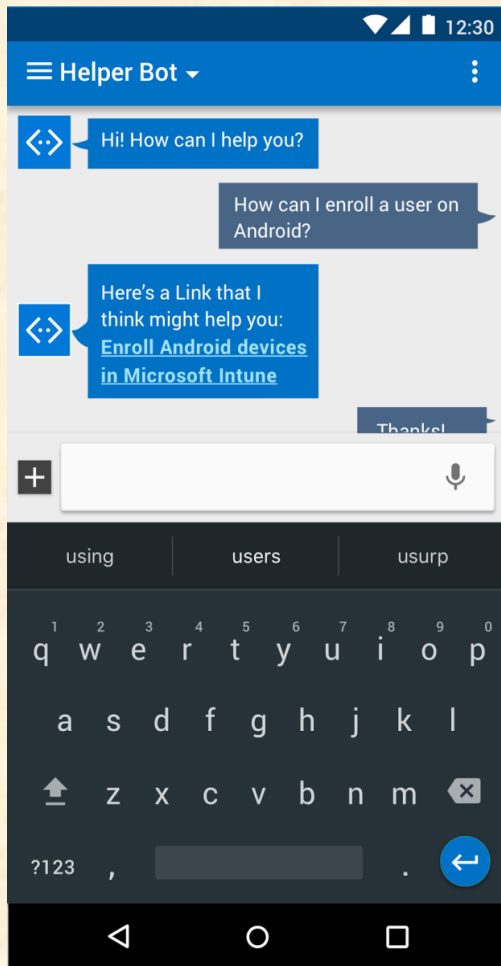 12:30
Helper Bot
Hi! How can I help you?
How can I enroll a user on
Android?
Here's a Link that I
think might help you:
Enroll Android devices
in Microsoft Intune
Thanks!
using users usurp
1 2 3 4 5 6 7 8 9 0
q w e r t y u i o p
a s d f g h j k l
z x c v b n m
?123 , .